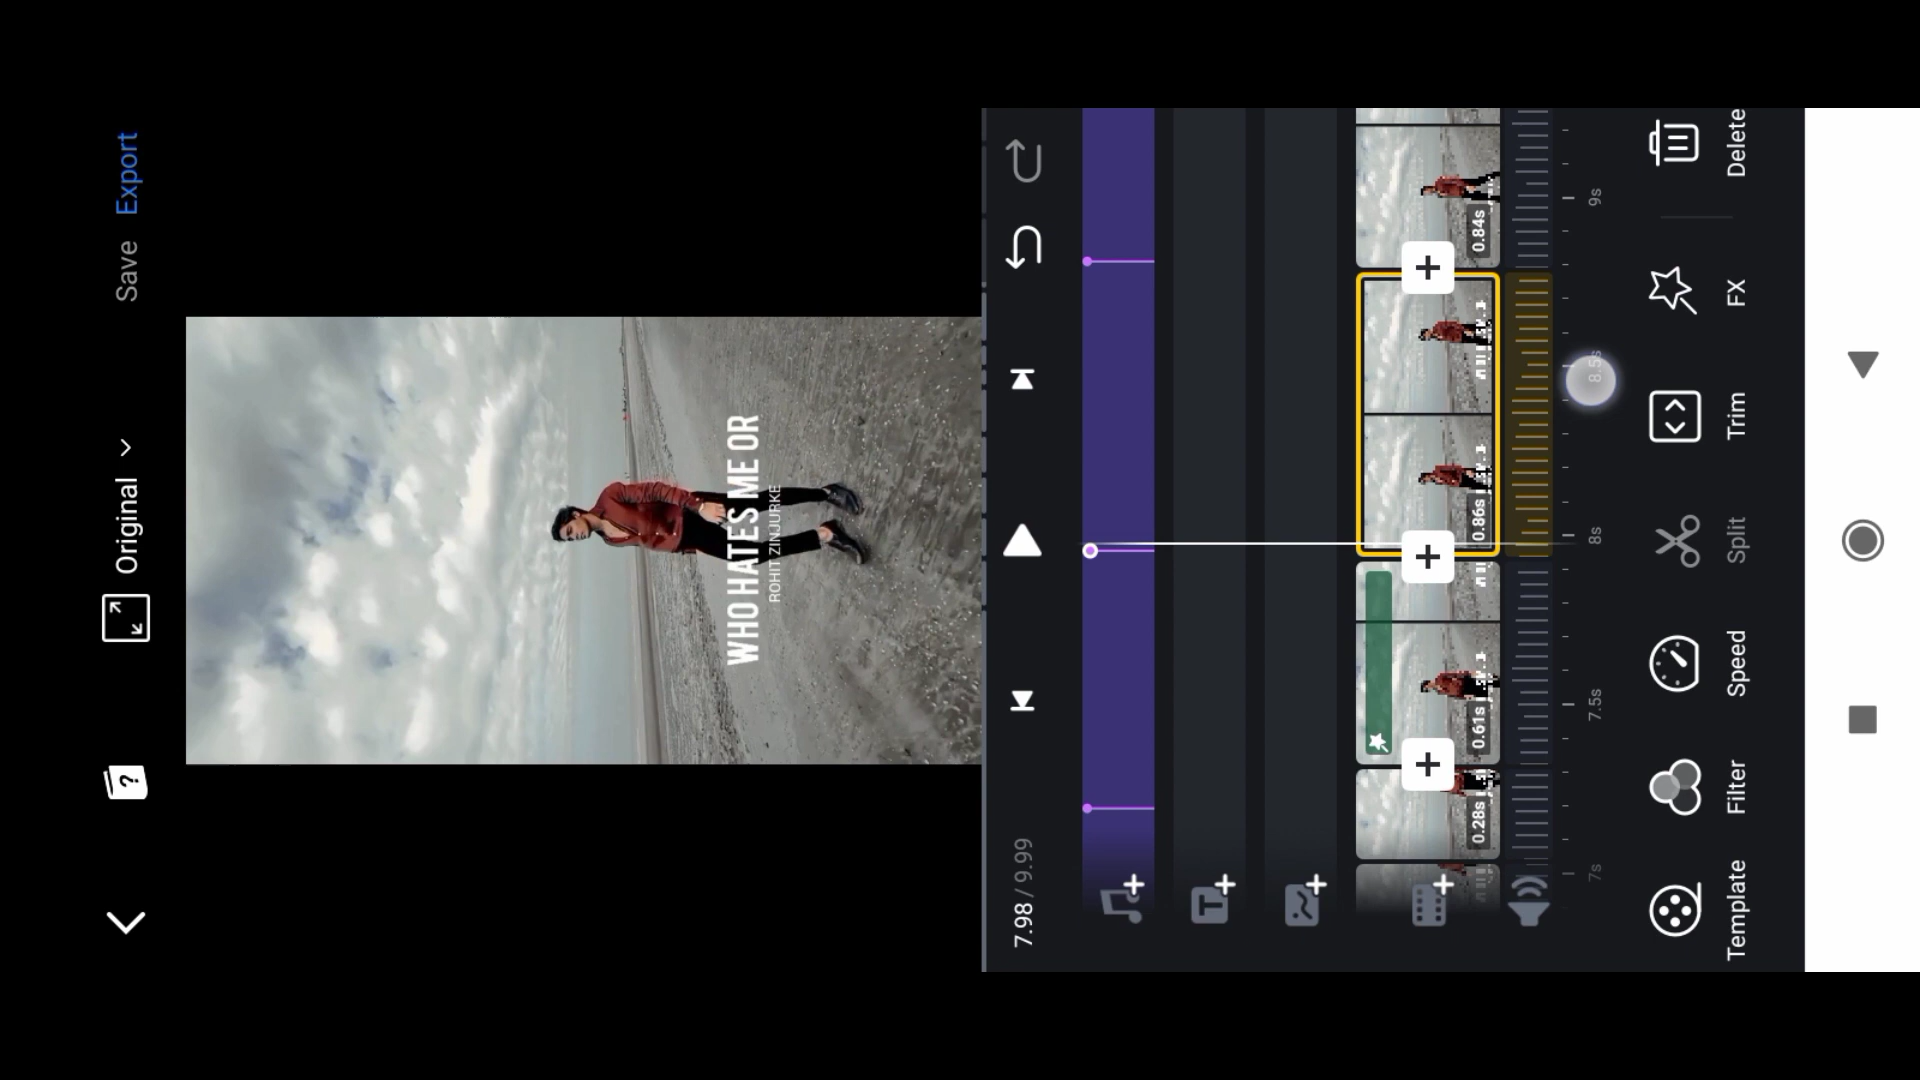 Original
Save
Export
WHO HATES ME OR
ROHIT ZINJURKE
7.98 / 9.99
0.28s
0.61s
0.86s
0.84s
7s
7.5s
8s
8.5s
9s
Template
Filter
Speed
Split
Trim
FX
Delete